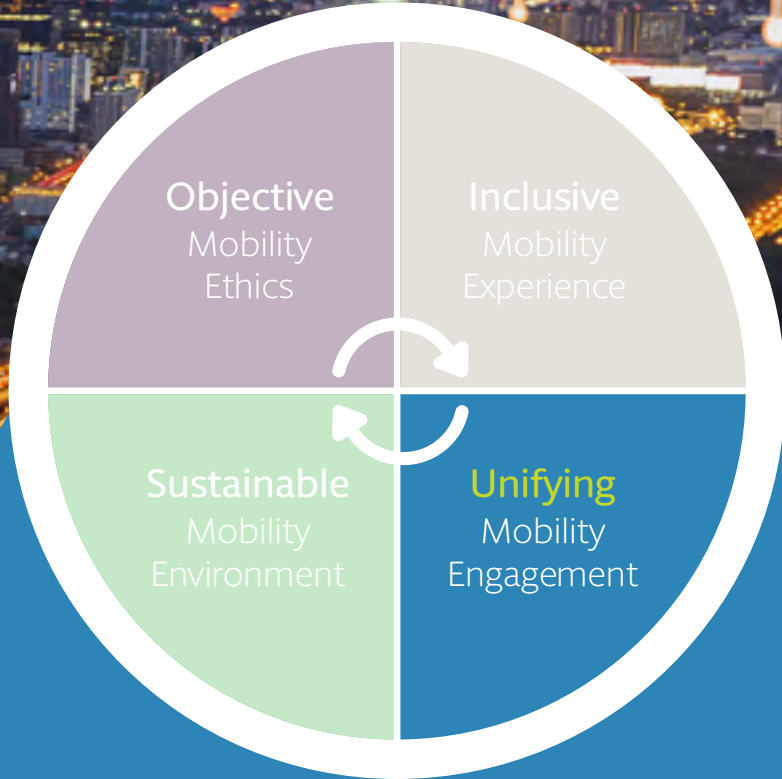 Objective
Mobility
Ethics
Inclusive
Mobility
Experience
Sustainable
Mobility
Environment
Unifying
Mobility
Engagement